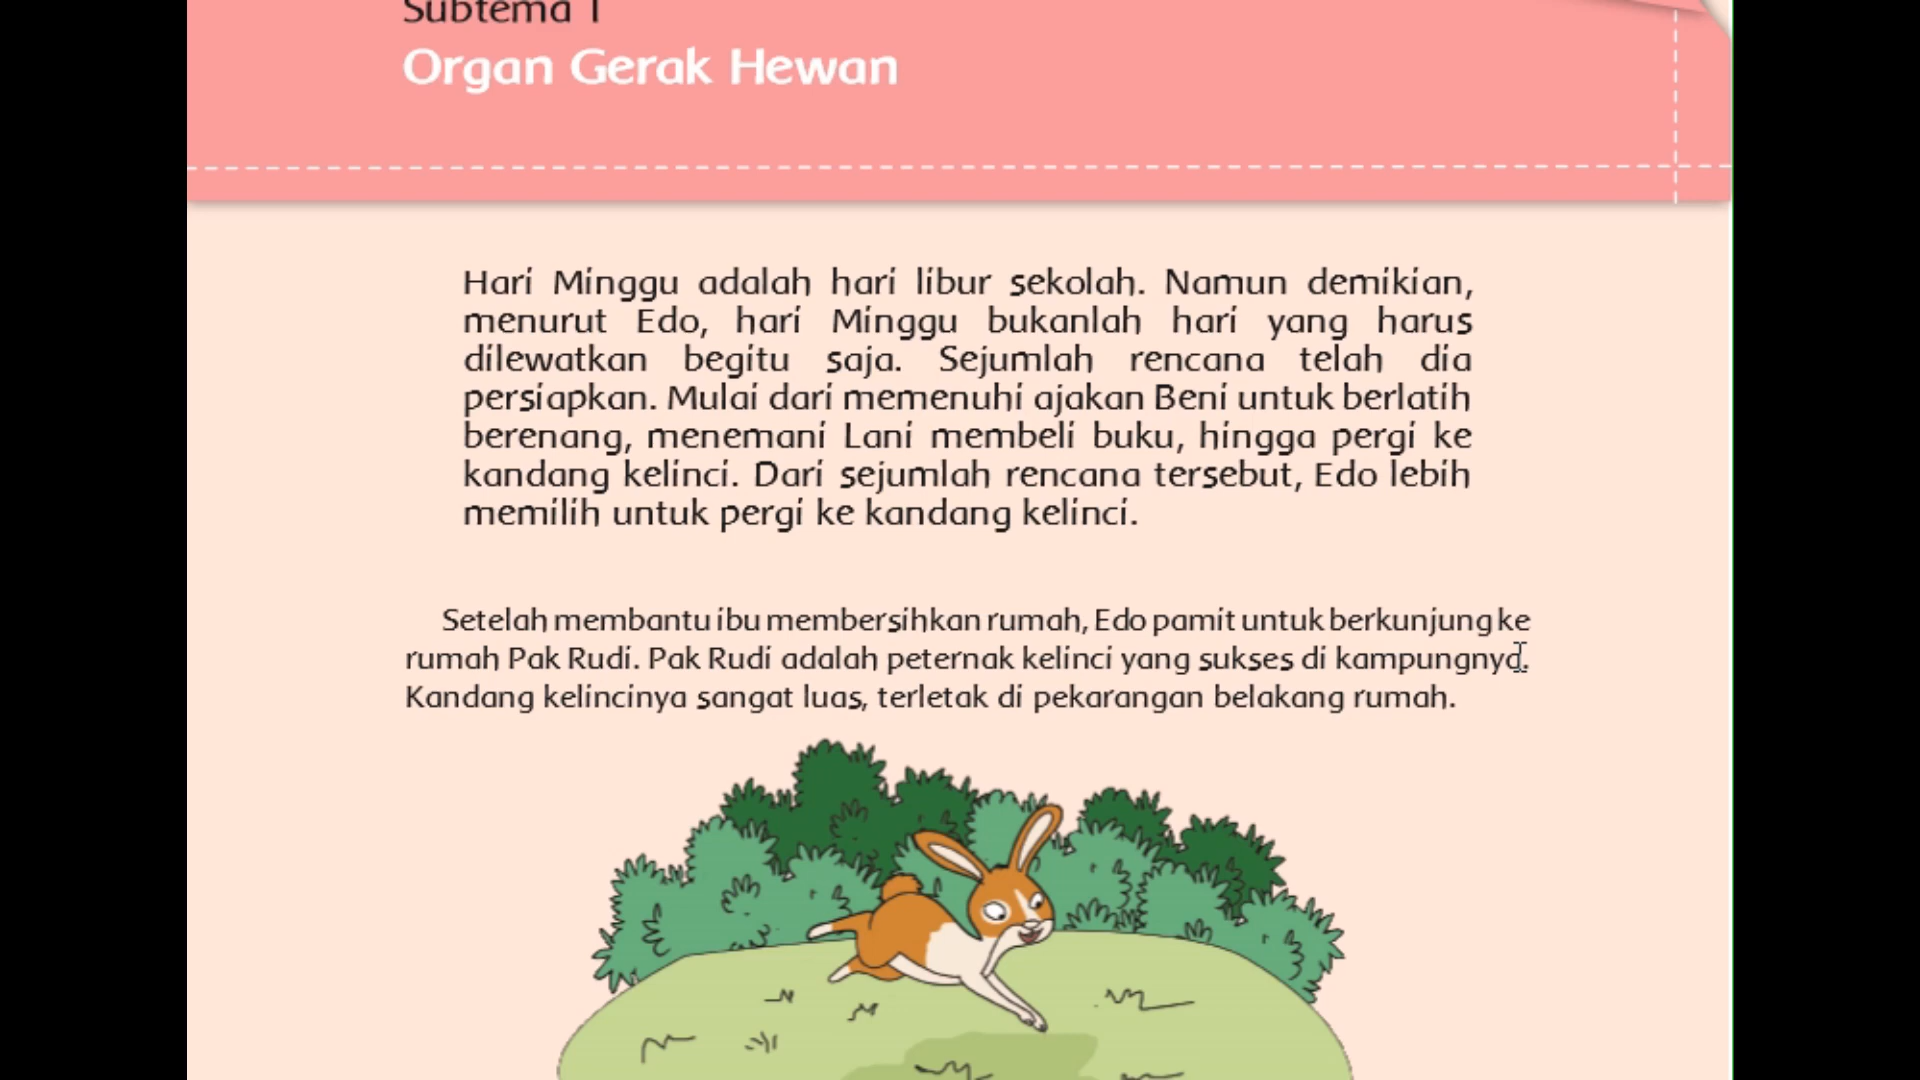 Subtema 1
Organ Gerak Hewan
Hari Minggu adalah hari libur sekolah. Namun demikian,
menurut Edo, hari Minggu bukanlah hari yang harus
dilewatkan begitu saja. Sejumlah rencana telah dia
persiapkan. Mulai dari memenuhi ajakan Beni untuk berlatih
berenang, menemani Lani membeli buku, hingga pergi ke
kandang kelinci. Dari sejumlah rencana tersebut, Edo lebih
memilih untuk pergi ke kandang kelinci.
Setelah membantu ibu membersihkan rumah, Edo pamit untuk berkunjung ke
rumah Pak Rudi. Pak Rudi adalah peternak kelinci yang sukses di kampungnya.
Kandang kelincinya sangat luas, terletak di pekarangan belakang rumah.